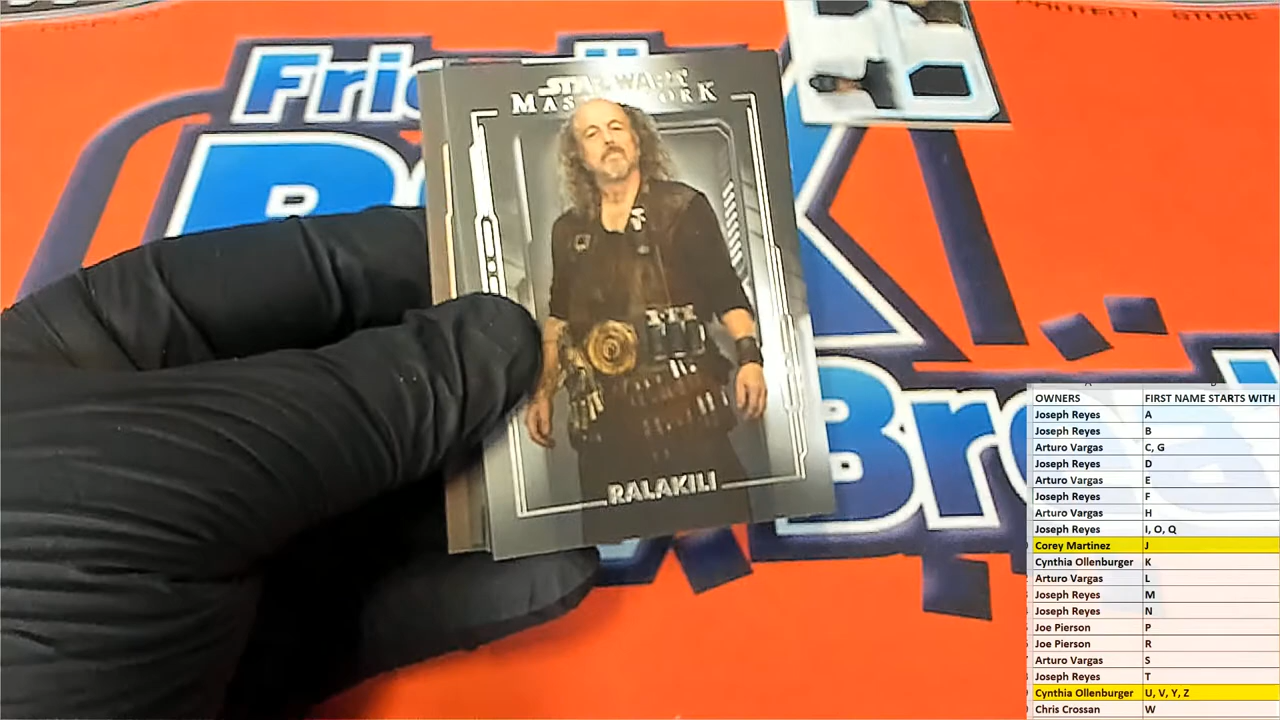 PROTECT STORE
STAR WARS
MASTERWORK
RALAKILI
OWNERS FIRST NAME STARTS WITH
Joseph Reyes A
Joseph Reyes B
Arturo Vargas C, G
Joseph Reyes D
Arturo Vargas E
Joseph Reyes F
Arturo Vargas H
Joseph Reyes I, O, Q
Corey Martinez J
Cynthia Ollenburger K
Arturo Vargas L
Joseph Reyes M
Joseph Reyes N
Joe Pierson P
Joe Pierson R
Arturo Vargas S
Joseph Reyes T
Cynthia Ollenburger U, V, Y, Z
Chris Crossan W